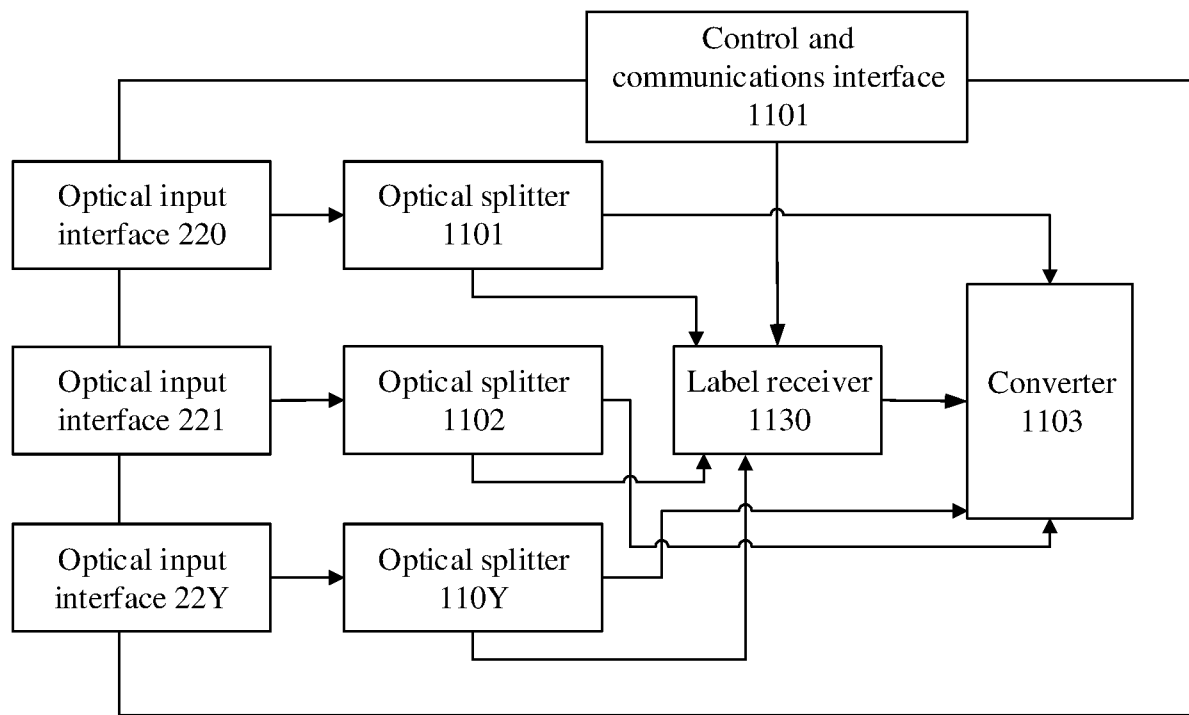 Control and
communications interface
1101
Optical input
interface 220
Optical splitter
1101
Optical input
interface 221
Optical splitter
1102
Label receiver
1130
Converter
1103
Optical input
interface 22Y
Optical splitter
110Y